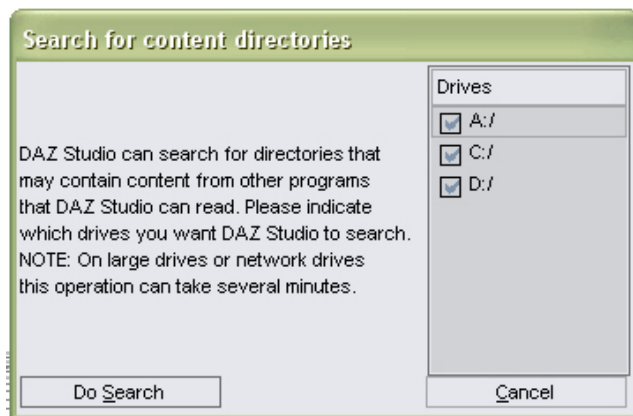 Search for content directories
Drives
A:/
C:/
D:/
DAZ Studio can search for directories that
may contain content from other programs
that DAZ Studio can read. Please indicate
which drives you want DAZ Studio to search.
NOTE: On large drives or network drives
this operation can take several minutes.
Do Search
Cancel